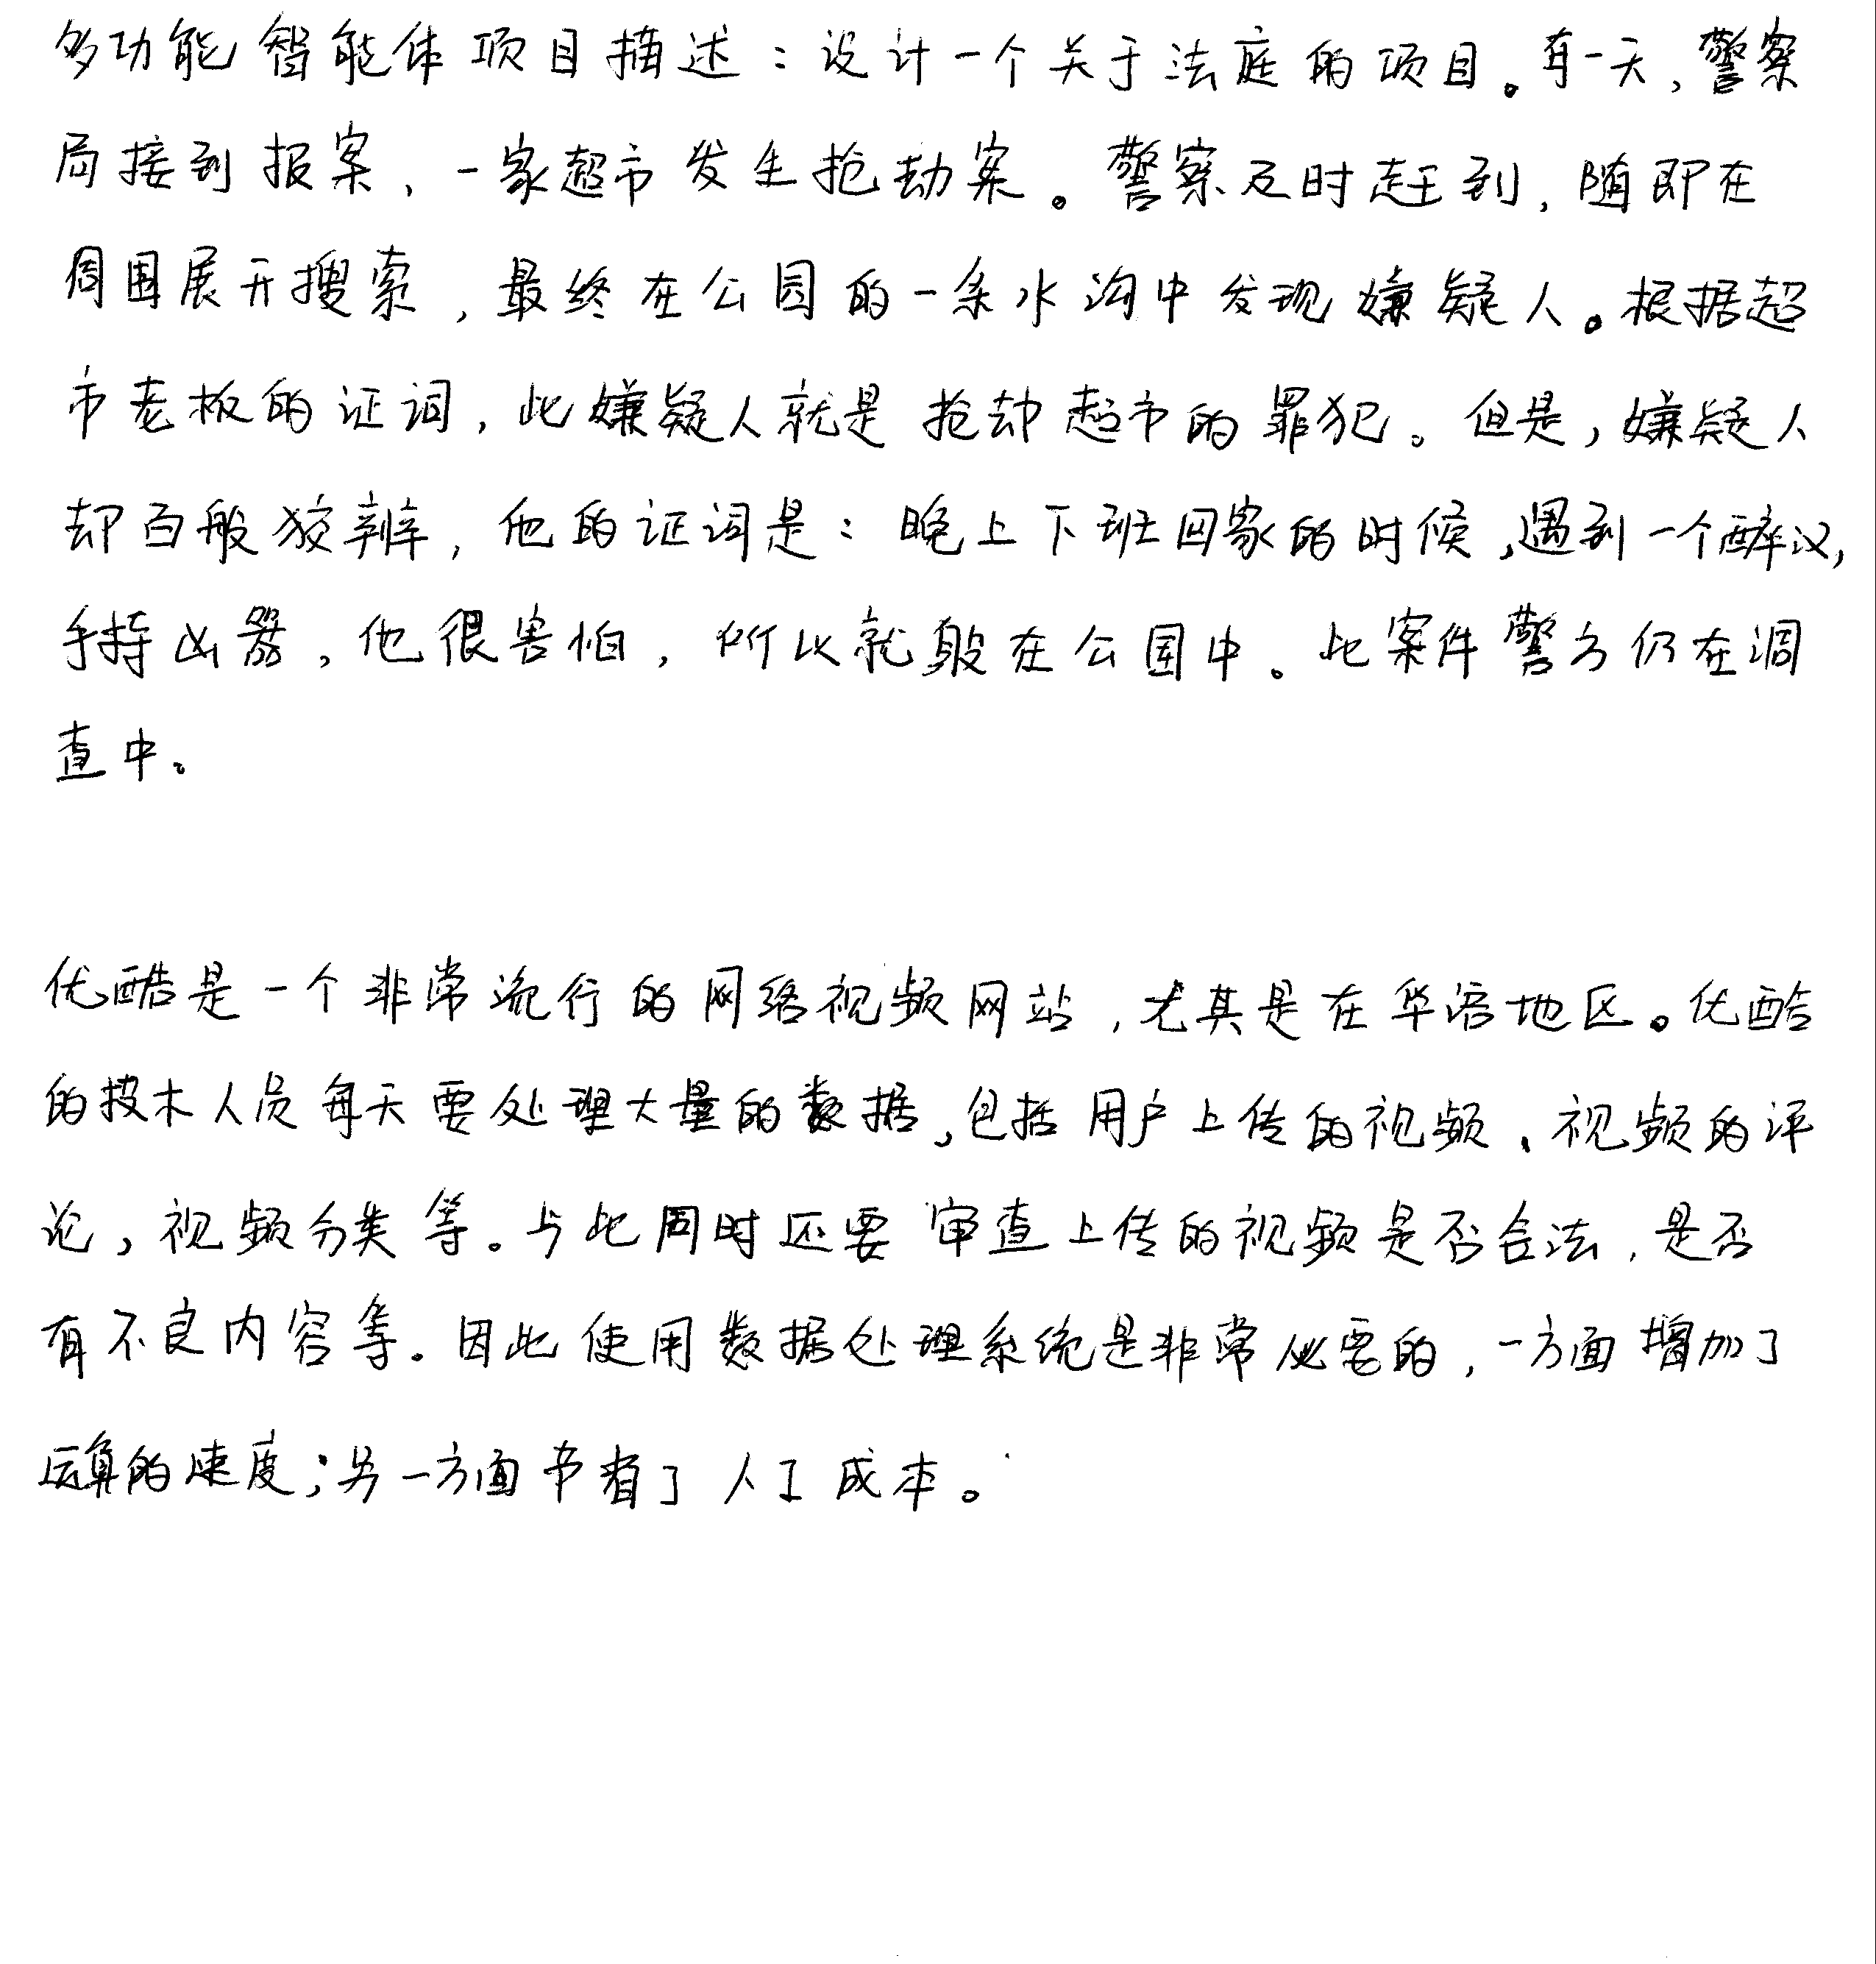 多功能智能体项目描述：设计一个关于法庭的项目。有一天，警察
局接到报案，一家超市发生抢劫案。警察及时赶到，随即在
周围展开搜索，最终在公园的一条水沟中发现嫌疑人。根据超
市老板的证词，此嫌疑人就是抢劫超市的罪犯。但是，嫌疑人
却百般狡辩，他的证词是：晚上下班回家的时候，遇到一个醉汉，
手持凶器，他很害怕，所以就躲在公园中。此案件警方仍在调
查中。
优酷是一个非常流行的网络视频网站，尤其是在华语地区。优酷
的技术人员每天要处理大量的数据，包括用户上传的视频、视频的评
论，视频分类等。与此同时还要审查上传的视频是否合法，是否
有不良内容等。因此使用数据处理系统是非常必要的，一方面增加了
运算的速度；另一方面节省了人工成本。